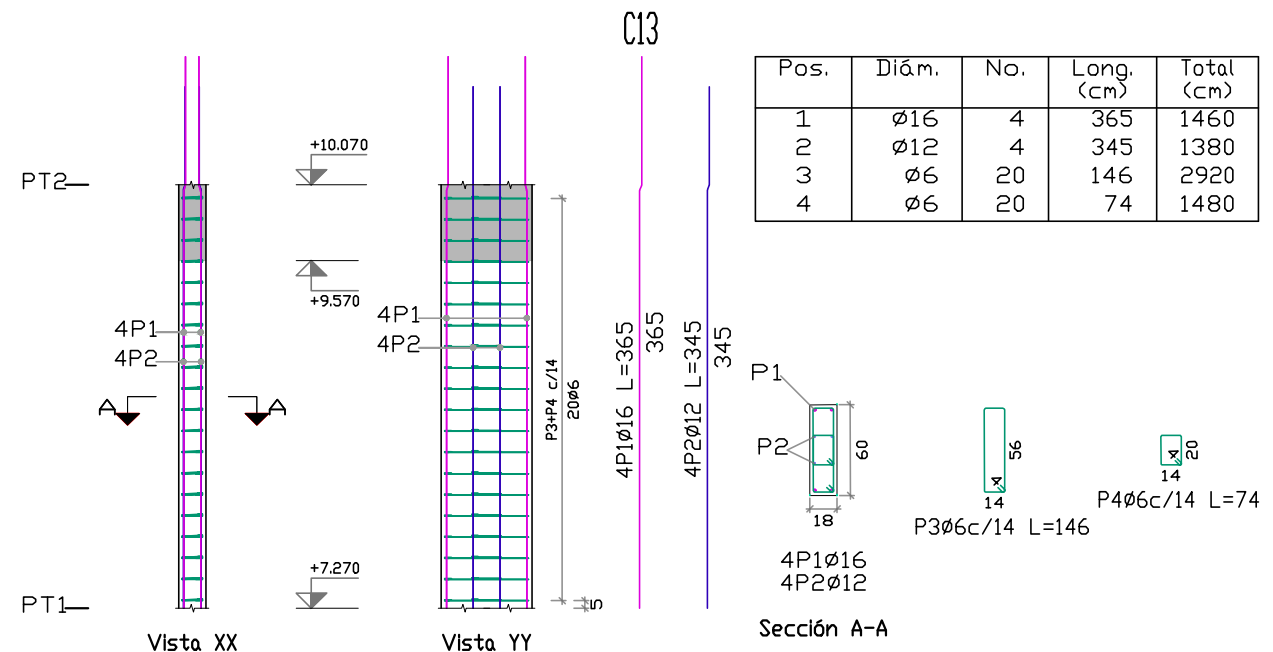 C13
Pos. Diám. No. Long. (cm) Total (cm)
1 Ø16 4 365 1460
2 Ø12 4 345 1380
3 Ø6 20 146 2920
4 Ø6 20 74 1480
PT2
+10.070
+9.570
4P1
4P2
A A
+7.270
PT1
Vista XX
4P1
4P2
P3+P4 c/14
20Ø6
5
Vista YY
4P1Ø16 L=365
365
4P2Ø12 L=345
345
P1
P2
60
18
4P1Ø16
4P2Ø12
Sección A-A
56
4
14
P3Ø6c/14 L=146
20
4
14
P4Ø6c/14 L=74